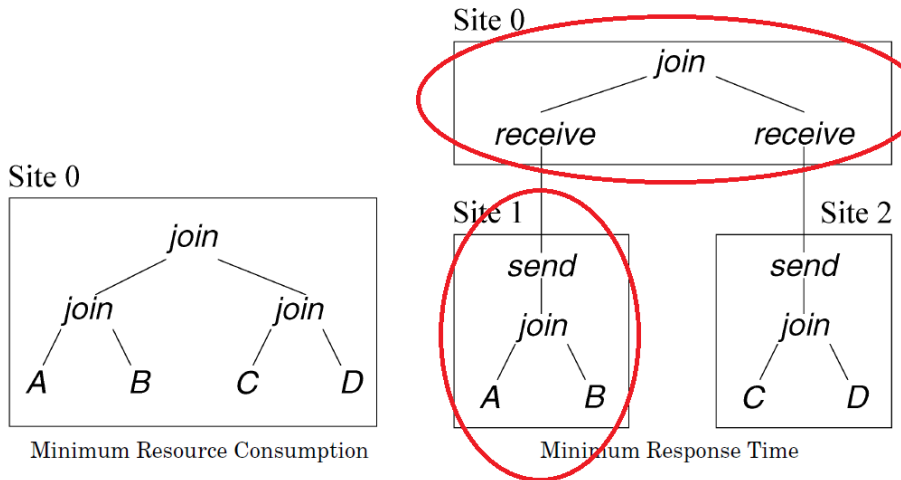 Site 0
join
join join
A B C D
Minimum Resource Consumption
Site 0
join
receive receive
Site 1
send
join
A B
Site 2
send
join
C D
Minimum Response Time